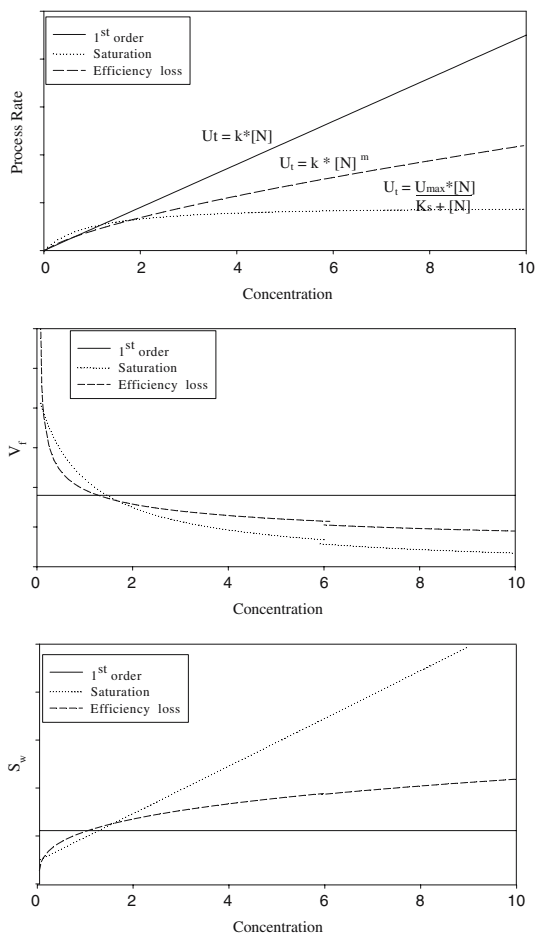 1st order
Saturation
Efficiency loss
Process Rate
Ut = k*[N]
Ut = k * [N] m
Ut = Umax*[N]
Ks + [N]
0 2 4 6 8 10
Concentration
1st order
Saturation
Efficiency loss
Vf
0 2 4 6 8 10
Concentration
1st order
Saturation
Efficiency loss
Sw
0 2 4 6 8 10
Concentration